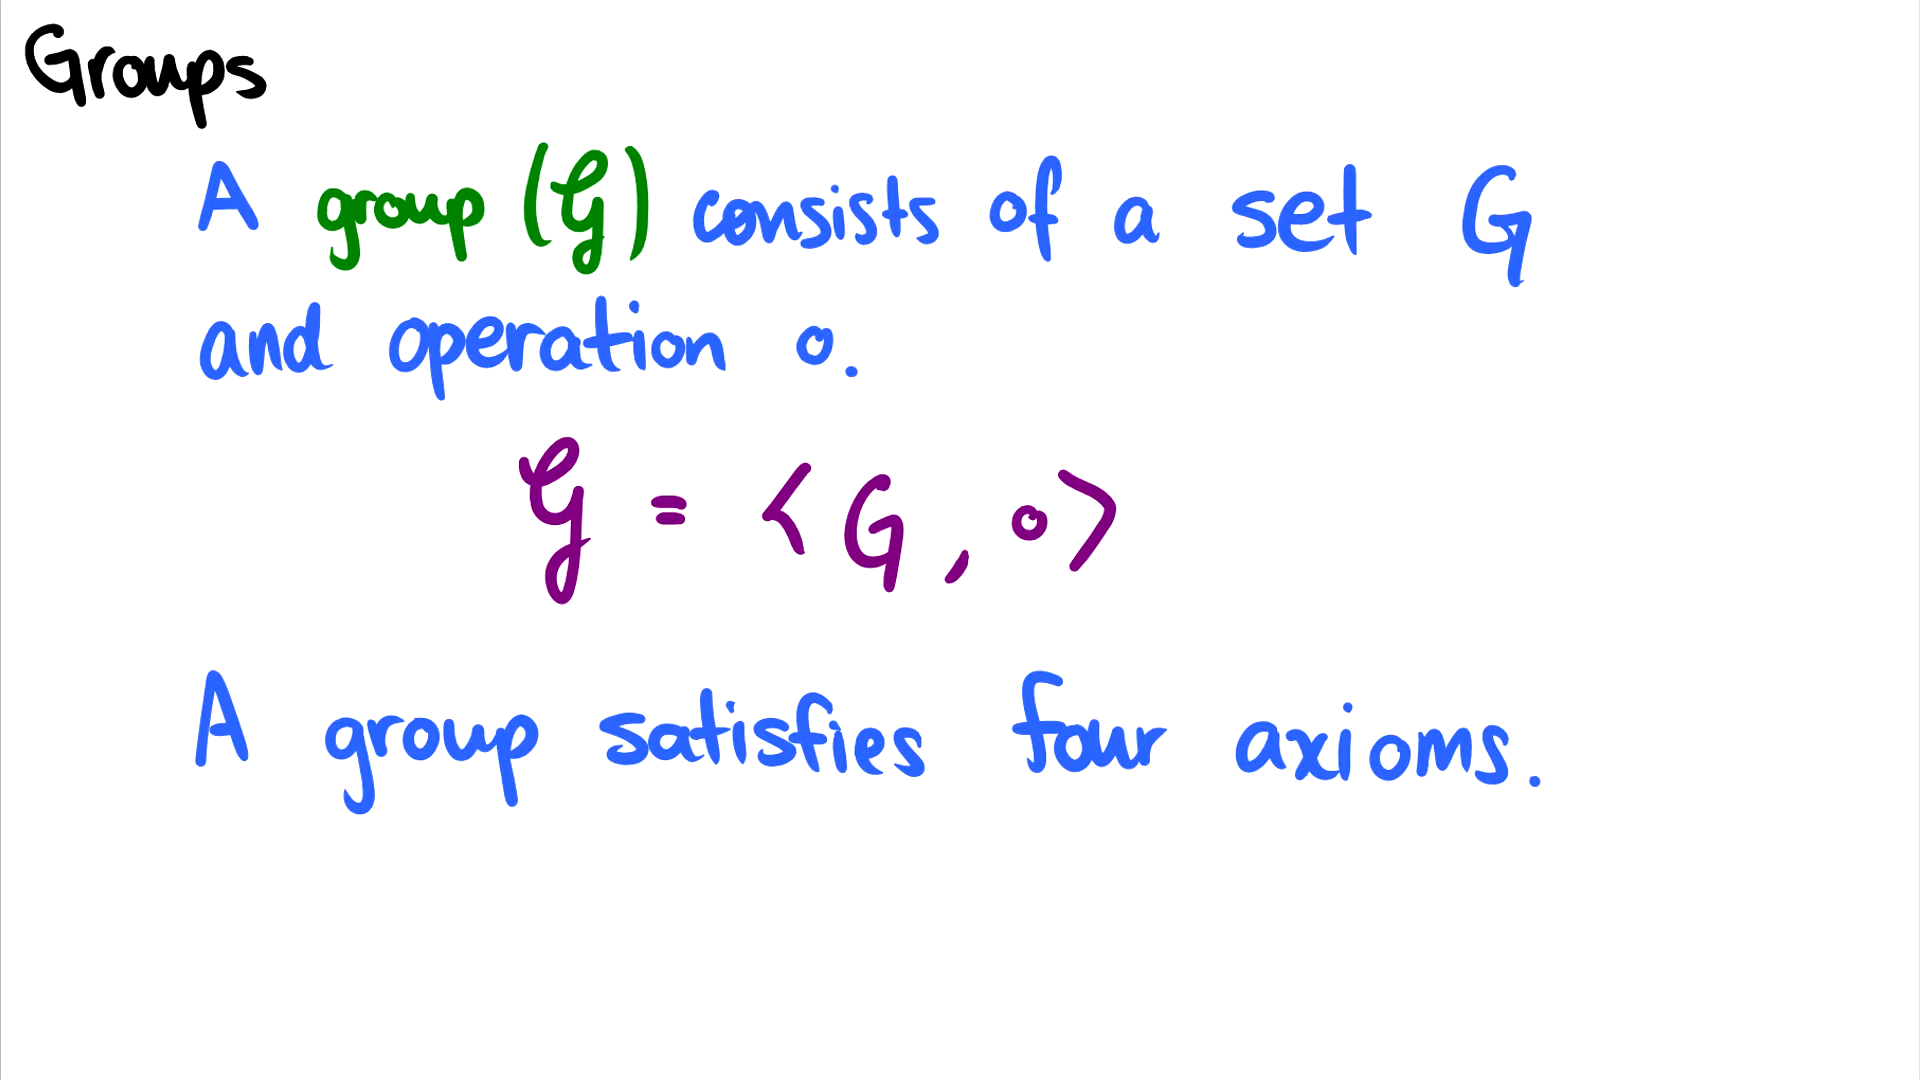 Groups
A group (𝒢) consists of a set G
and operation ∘.
𝒢 = ⟨G, ∘⟩
A group satisfies four axioms.